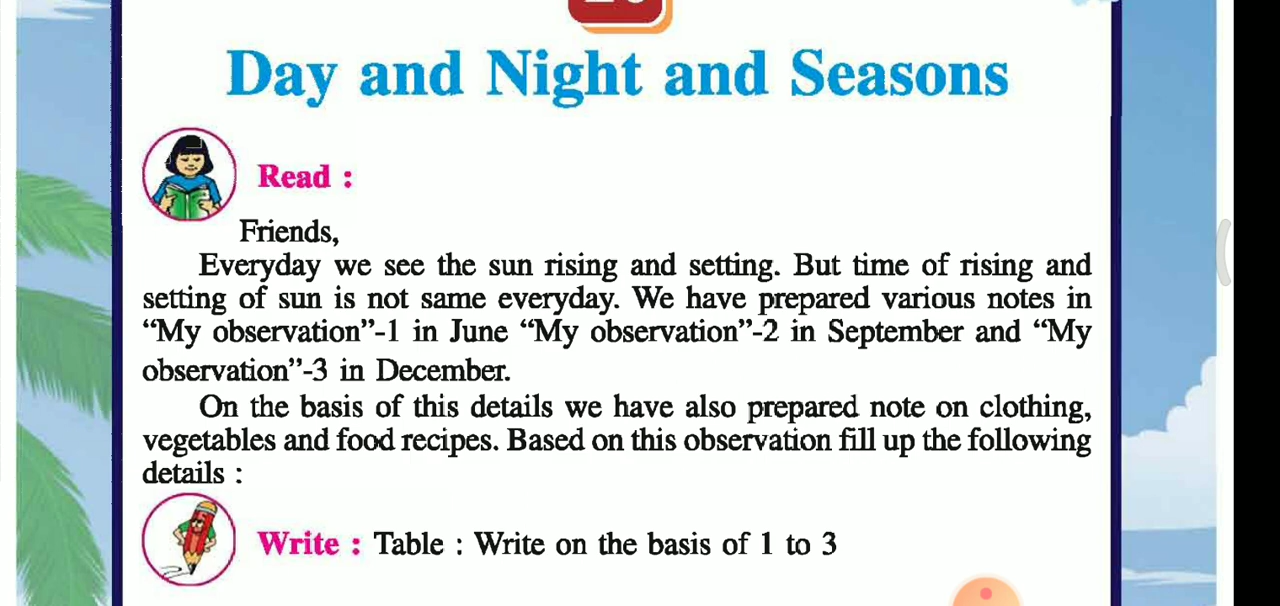 Day and Night and Seasons
Read :
Friends,
Everyday we see the sun rising and setting. But time of rising and
setting of sun is not same everyday. We have prepared various notes in
“My observation”-1 in June “My observation”-2 in September and “My
observation”-3 in December.
On the basis of this details we have also prepared note on clothing,
vegetables and food recipes. Based on this observation fill up the following
details :
Write : Table : Write on the basis of 1 to 3